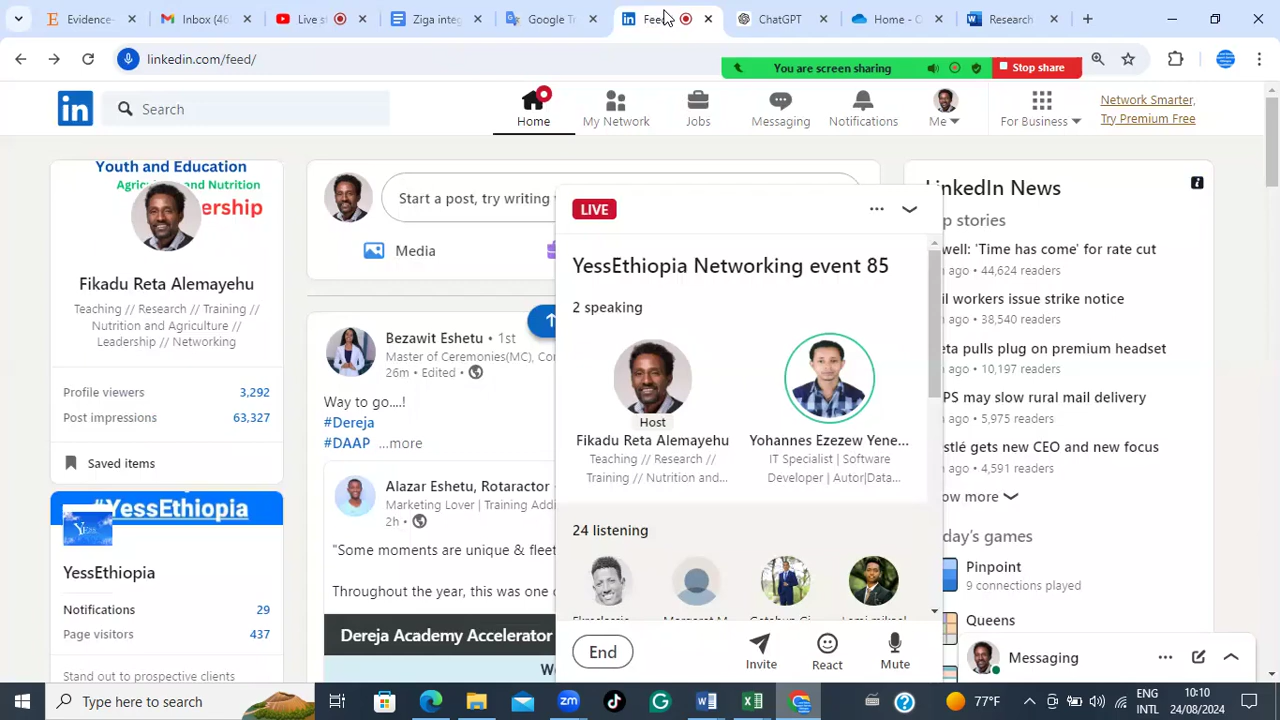 Evidence-
Inbox (46
Live s
Ziga integ
Google Tr
Feed
ChatGPT
Home - O
Research
linkedin.com/feed/
You are screen sharing
Stop share
Search
Home
My Network
Jobs
Messaging
Notifications
Me
For Business
Network Smarter,
Try Premium Free
Youth and Education
Agric
and Nutrition
ership
Fikadu Reta Alemayehu
Teaching // Research // Training //
Nutrition and Agriculture //
Leadership // Networking
Profile viewers 3,292
Post impressions 63,327
Saved items
#YessEthiopia
YessEthiopia
Notifications 29
Page visitors 437
Stand out to prospective clients
Start a post, try writing
Media
Bezawit Eshetu • 1st
Master of Ceremonies(MC), Con
26m • Edited •
Way to go....!
#Dereja
#DAAP ...more
Alazar Eshetu, Rotaractor
Marketing Lover | Training Addi
2h •
"Some moments are unique & fleet
Throughout the year, this was one o
Dereja Academy Accelerator
LIVE
YessEthiopia Networking event 85
2 speaking
Host
Fikadu Reta Alemayehu
Teaching // Research //
Training // Nutrition and...
Yohannes Ezezew Yene...
IT Specialist | Software
Developer | Autor|Data...
24 listening
End
Invite
React
Mute
LinkedIn News
p stories
well: 'Time has come' for rate cut
ago • 44,624 readers
il workers issue strike notice
ago • 38,540 readers
eta pulls plug on premium headset
ago • 10,197 readers
PS may slow rural mail delivery
ago • 5,975 readers
stlé gets new CEO and new focus
ago • 4,591 readers
ow more
day's games
Pinpoint
9 connections played
Queens
Messaging
Type here to search
77°F
ENG
INTL
10:10
24/08/2024